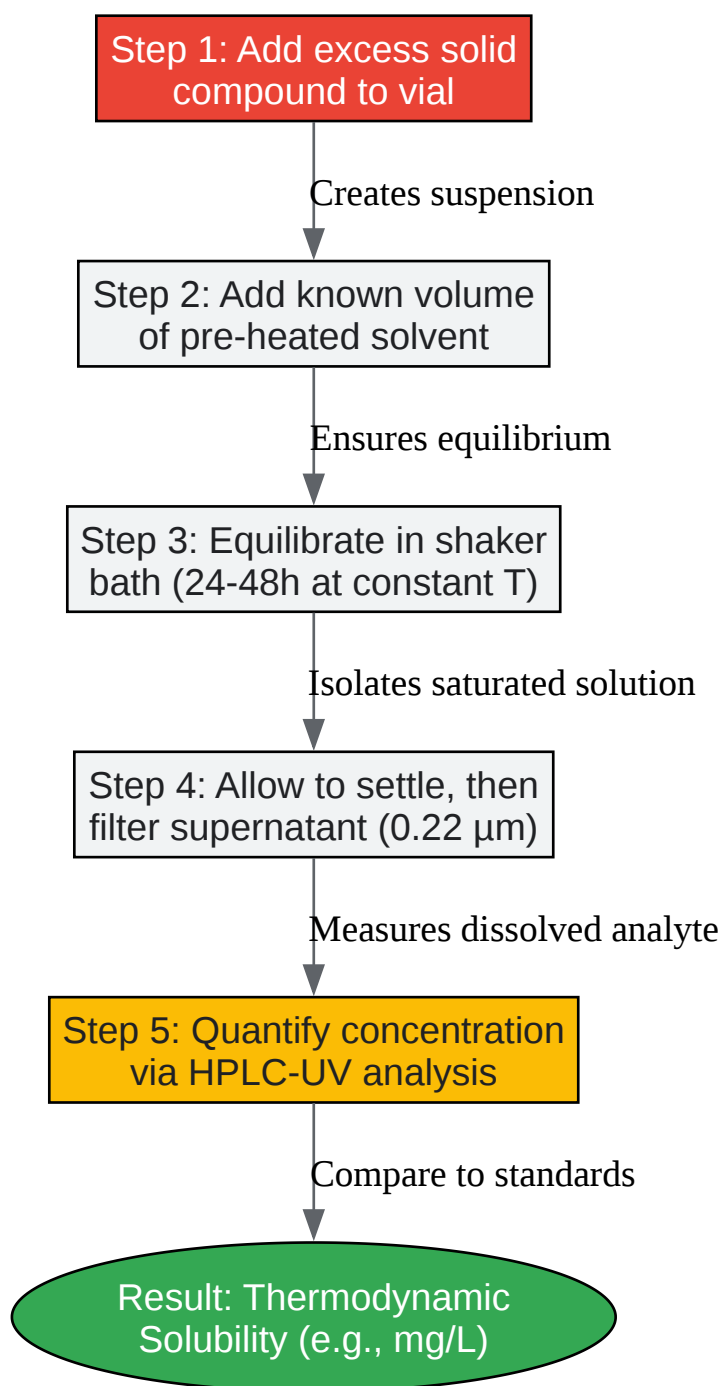 Step 1: Add excess solid
compound to vial
Creates suspension
Step 2: Add known volume
of pre-heated solvent
Ensures equilibrium
Step 3: Equilibrate in shaker
bath (24-48h at constant T)
Isolates saturated solution
Step 4: Allow to settle, then
filter supernatant (0.22 µm)
Measures dissolved analyte
Step 5: Quantify concentration
via HPLC-UV analysis
Compare to standards
Result: Thermodynamic
Solubility (e.g., mg/L)